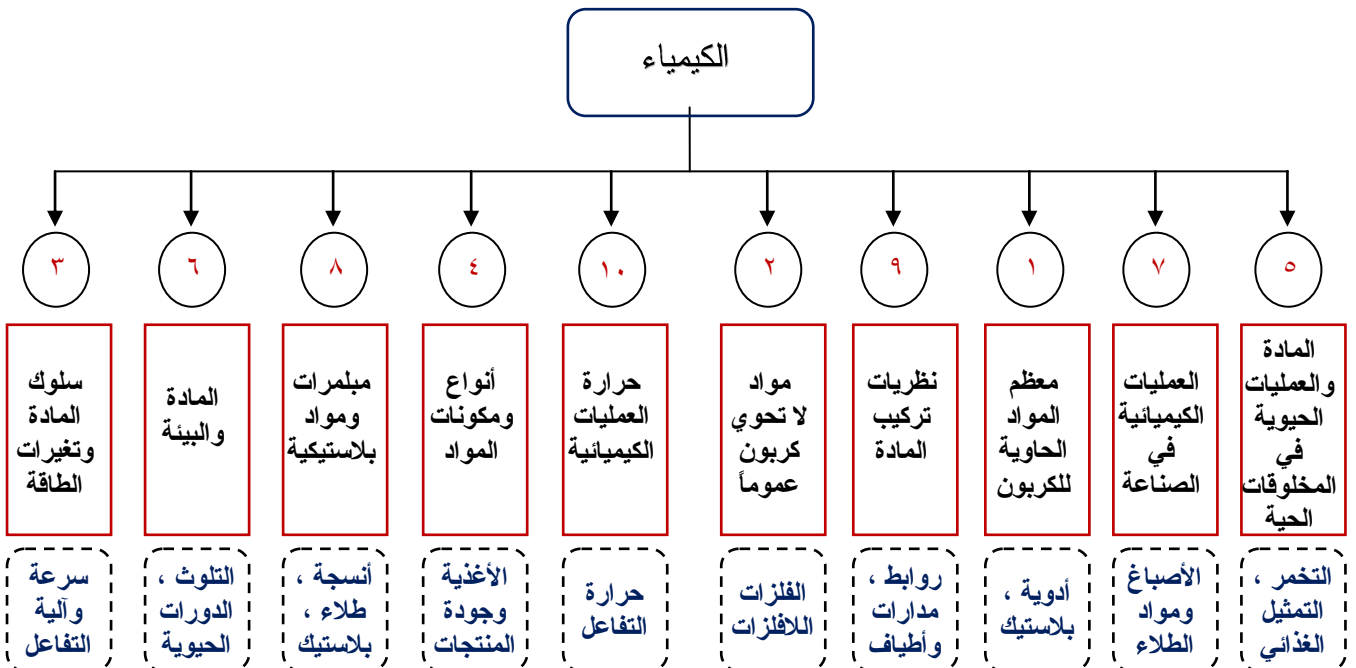 الكيمياء
٥
٧
١
٩
٢
١٠
٤
٨
٦
٣
المادة
والعمليات
الحيوية
في
المخلوقات
الحية
العمليات
الكيميائية
في
الصناعة
معظم
المواد
الحاوية
للكربون
نظريات
تركيب
المادة
مواد
لا تحوي
كربون
عموماً
حرارة
العمليات
الكيميائية
أنواع
ومكونات
المواد
مبلمرات
ومواد
بلاستيكية
المادة
والبيئة
سلوك
المادة
وتغيرات
الطاقة
التخمر ،
التمثيل
الغذائي
الأصباغ
ومواد
الطلاء
أدوية ،
بلاستيك
روابط ،
مدارات
وأطياف
الفلزات
اللافلزات
حرارة
التفاعل
الأغذية
وجودة
المنتجات
أنسجة ،
طلاء ،
بلاستيك
التلوث ،
الدورات
الحيوية
سرعة
وآلية
التفاعل